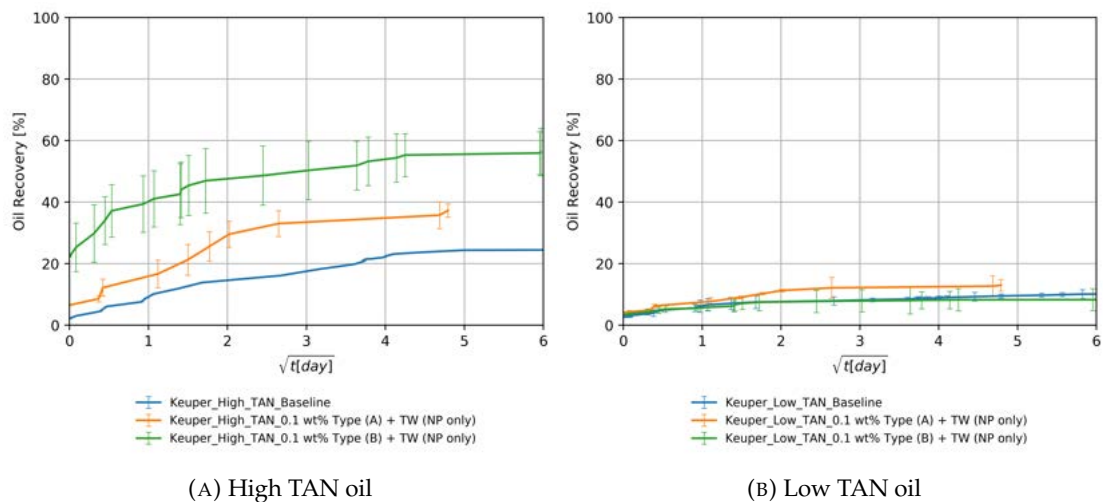 100
80
60
40
20
0
Oil Recovery [%]
0 1 2 3 4 5 6
√t[day]
Keuper_High_TAN_Baseline
Keuper_High_TAN_0.1 wt% Type (A) + TW (NP only)
Keuper_High_TAN_0.1 wt% Type (B) + TW (NP only)
(A) High TAN oil
100
80
60
40
20
0
Oil Recovery [%]
0 1 2 3 4 5 6
√t[day]
Keuper_Low_TAN_Baseline
Keuper_Low_TAN_0.1 wt% Type (A) + TW (NP only)
Keuper_Low_TAN_0.1 wt% Type (B) + TW (NP only)
(B) Low TAN oil